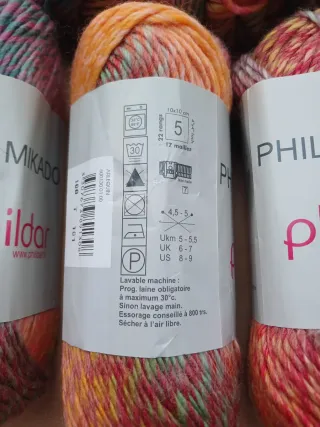 MIKADO
ildar
10x10 cm
22 rangs
5
17 mailles
30
7
4,5 - 5
Ukm 5 - 5,5
UK 6 - 7
US 8 - 9
P
Lavable machine :
Prog. laine obligatoire
à maximum 30°c.
Sinon lavage main.
Essorage conseillé à 800 trs.
Sécher à l'air libre.
PHIL
ph